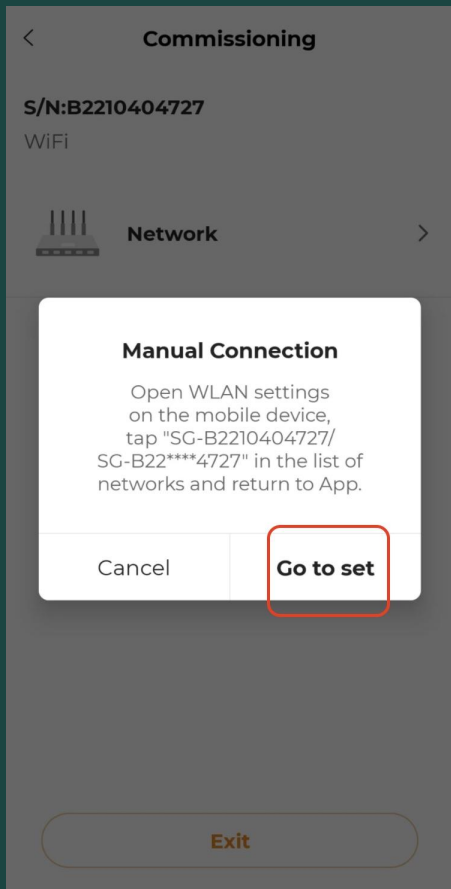 Commissioning
S/N:B2210404727
WiFi
Network
Manual Connection
Open WLAN settings
on the mobile device,
tap "SG-B2210404727/
SG-B22****4727" in the list of
networks and return to App.
Cancel
Go to set
Exit